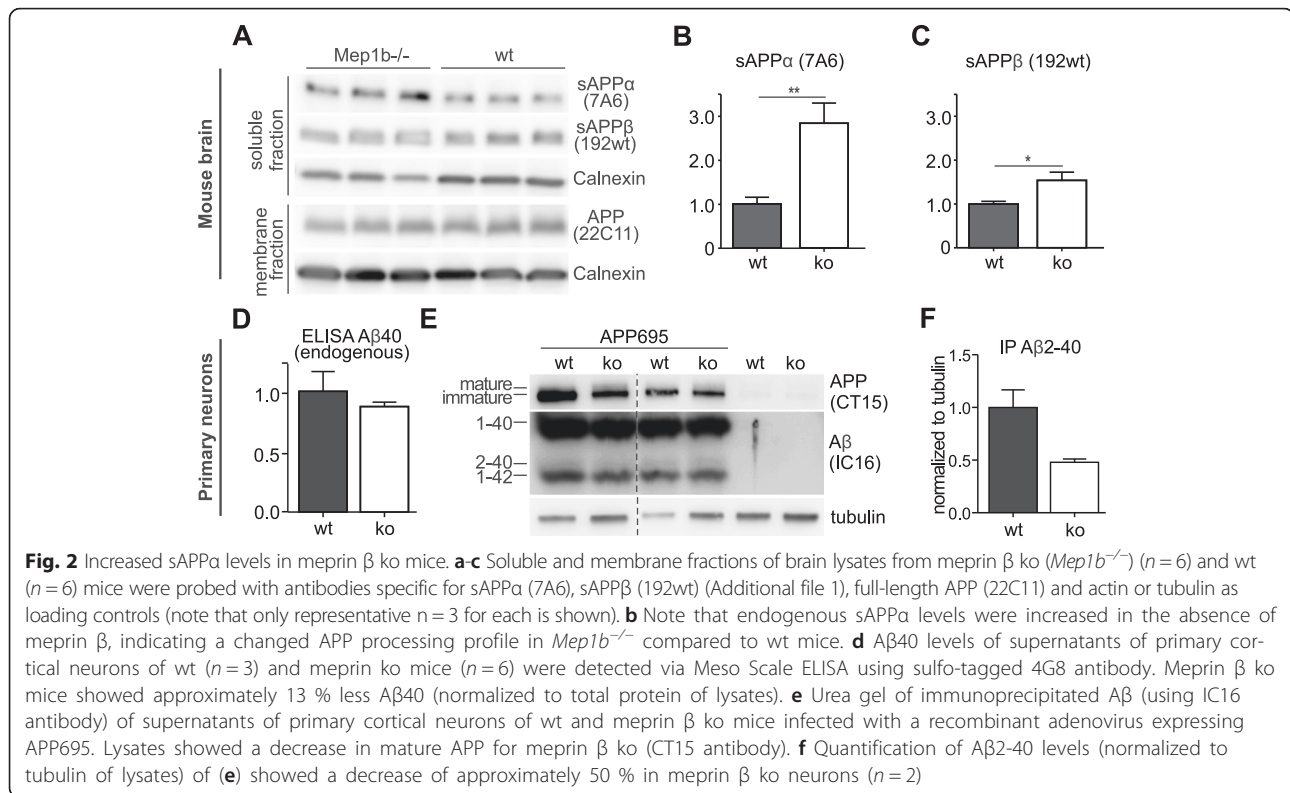 A
Mep1b-/-
wt
Mouse brain
soluble
fraction
membrane
fraction
sAPPα
(7A6)
sAPPβ
(192wt)
Calnexin
APP
(22C11)
Calnexin
B
sAPPα (7A6)
3.0
2.0
1.0
0
**
wt
ko
C
sAPPβ (192wt)
3.0
2.0
1.0
0
*
wt
ko
Primary neurons
D
ELISA Aβ40
(endogenous)
1.0
0.5
0.0
wt
ko
E
APP695
wt ko wt ko wt ko
mature
immature
1-40
2-40
1-42
APP
(CT15)
Aβ
(IC16)
tubulin
F
IP Aβ2-40
normalized to tubulin
1.5
1.0
0.5
0.0
wt
ko
Fig. 2 Increased sAPPα levels in meprin β ko mice. a-c Soluble and membrane fractions of brain lysates from meprin β ko (Mep1b−/−) (n = 6) and wt
(n = 6) mice were probed with antibodies specific for sAPPα (7A6), sAPPβ (192wt) (Additional file 1), full-length APP (22C11) and actin or tubulin as
loading controls (note that only representative n = 3 for each is shown). b Note that endogenous sAPPα levels were increased in the absence of
meprin β, indicating a changed APP processing profile in Mep1b−/− compared to wt mice. d Aβ40 levels of supernatants of primary cor-
tical neurons of wt (n = 3) and meprin ko mice (n = 6) were detected via Meso Scale ELISA using sulfo-tagged 4G8 antibody. Meprin β ko
mice showed approximately 13 % less Aβ40 (normalized to total protein of lysates). e Urea gel of immunoprecipitated Aβ (using IC16
antibody) of supernatants of primary cortical neurons of wt and meprin β ko mice infected with a recombinant adenovirus expressing
APP695. Lysates showed a decrease in mature APP for meprin β ko (CT15 antibody). f Quantification of Aβ2-40 levels (normalized to
tubulin of lysates) of (e) showed a decrease of approximately 50 % in meprin β ko neurons (n = 2)